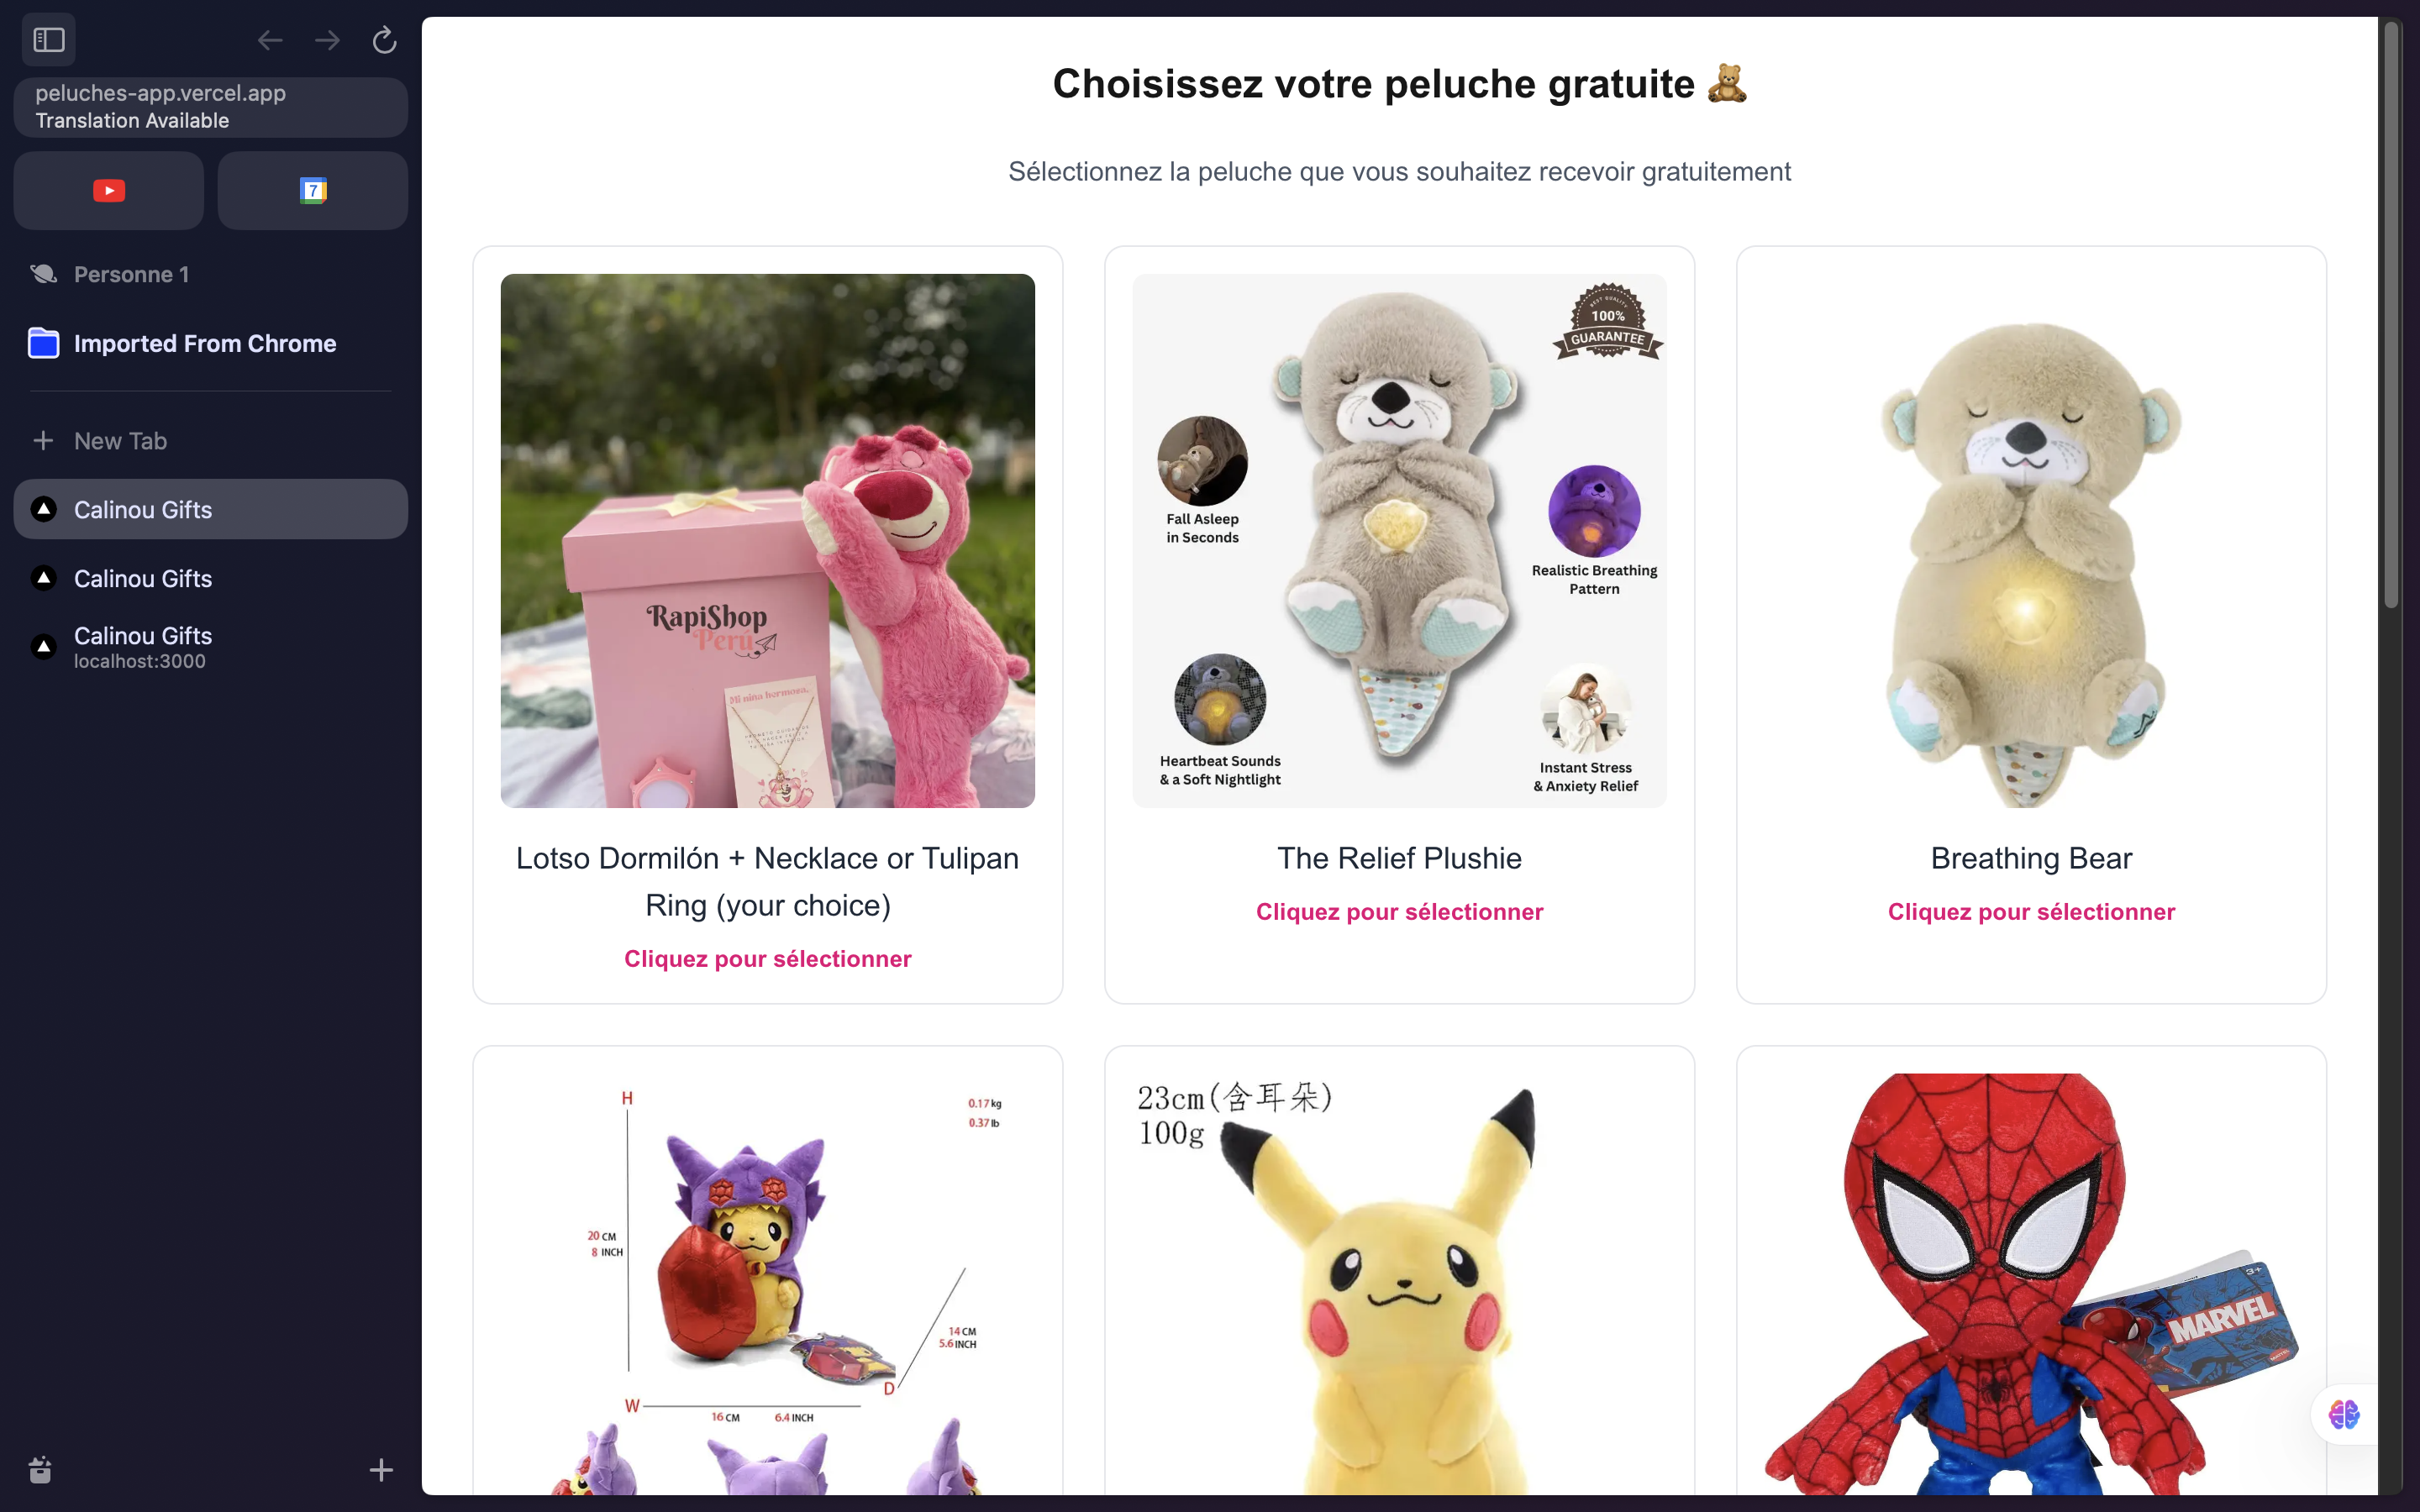 peluches-app.vercel.app
Translation Available
7
Personne 1
Imported From Chrome
New Tab
Calinou Gifts
Calinou Gifts
Calinou Gifts
localhost:3000
Choisissez votre peluche gratuite
Sélectionnez la peluche que vous souhaitez recevoir gratuitement
RapiShop
Perú
Mi niña hermosa,
Lotso Dormilón + Necklace or Tulipan
Ring (your choice)
Cliquez pour sélectionner
BEST QUALITY
100%
GUARANTEE
Fall Asleep
in Seconds
Realistic Breathing
Pattern
Heartbeat Sounds
& a Soft Nightlight
Instant Stress
& Anxiety Relief
The Relief Plushie
Cliquez pour sélectionner
Breathing Bear
Cliquez pour sélectionner
H
0.17 kg
0.37 lb
20 CM
8 INCH
14 CM
5.6 INCH
D
W
16 CM 6.4 INCH
23cm(含耳朵)
100g
3+
MARVEL